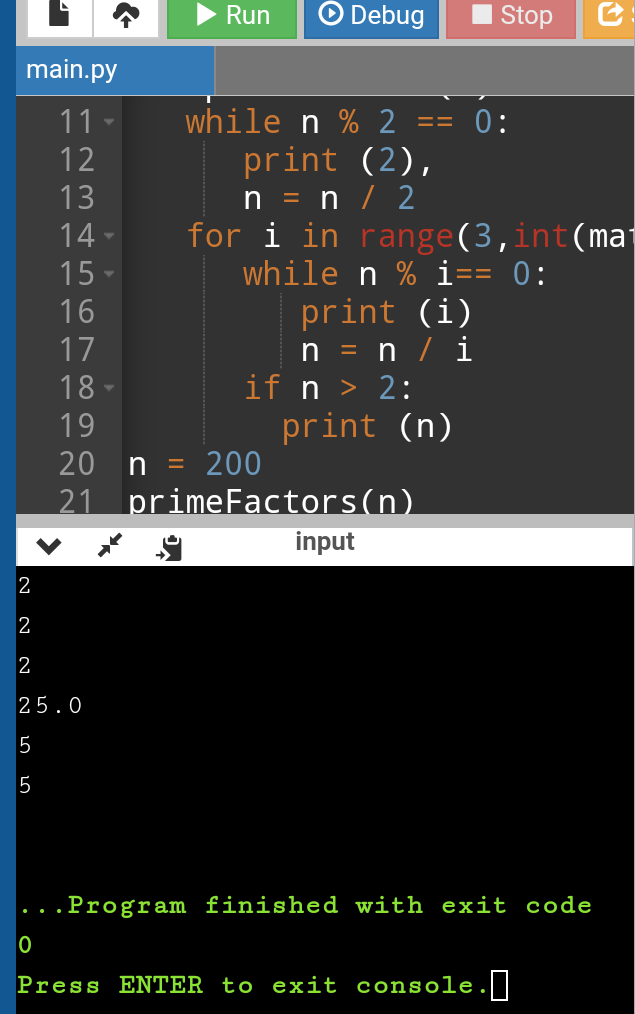 Run Debug Stop
main.py
11 while n % 2 == 0:
12 print (2),
13 n = n / 2
14 for i in range(3,int(mat
15 while n % i== 0:
16 print (i)
17 n = n / i
18 if n > 2:
19 print (n)
20 n = 200
21 primeFactors(n)
input
2
2
2
25.0
5
5
...Program finished with exit code
0
Press ENTER to exit console.